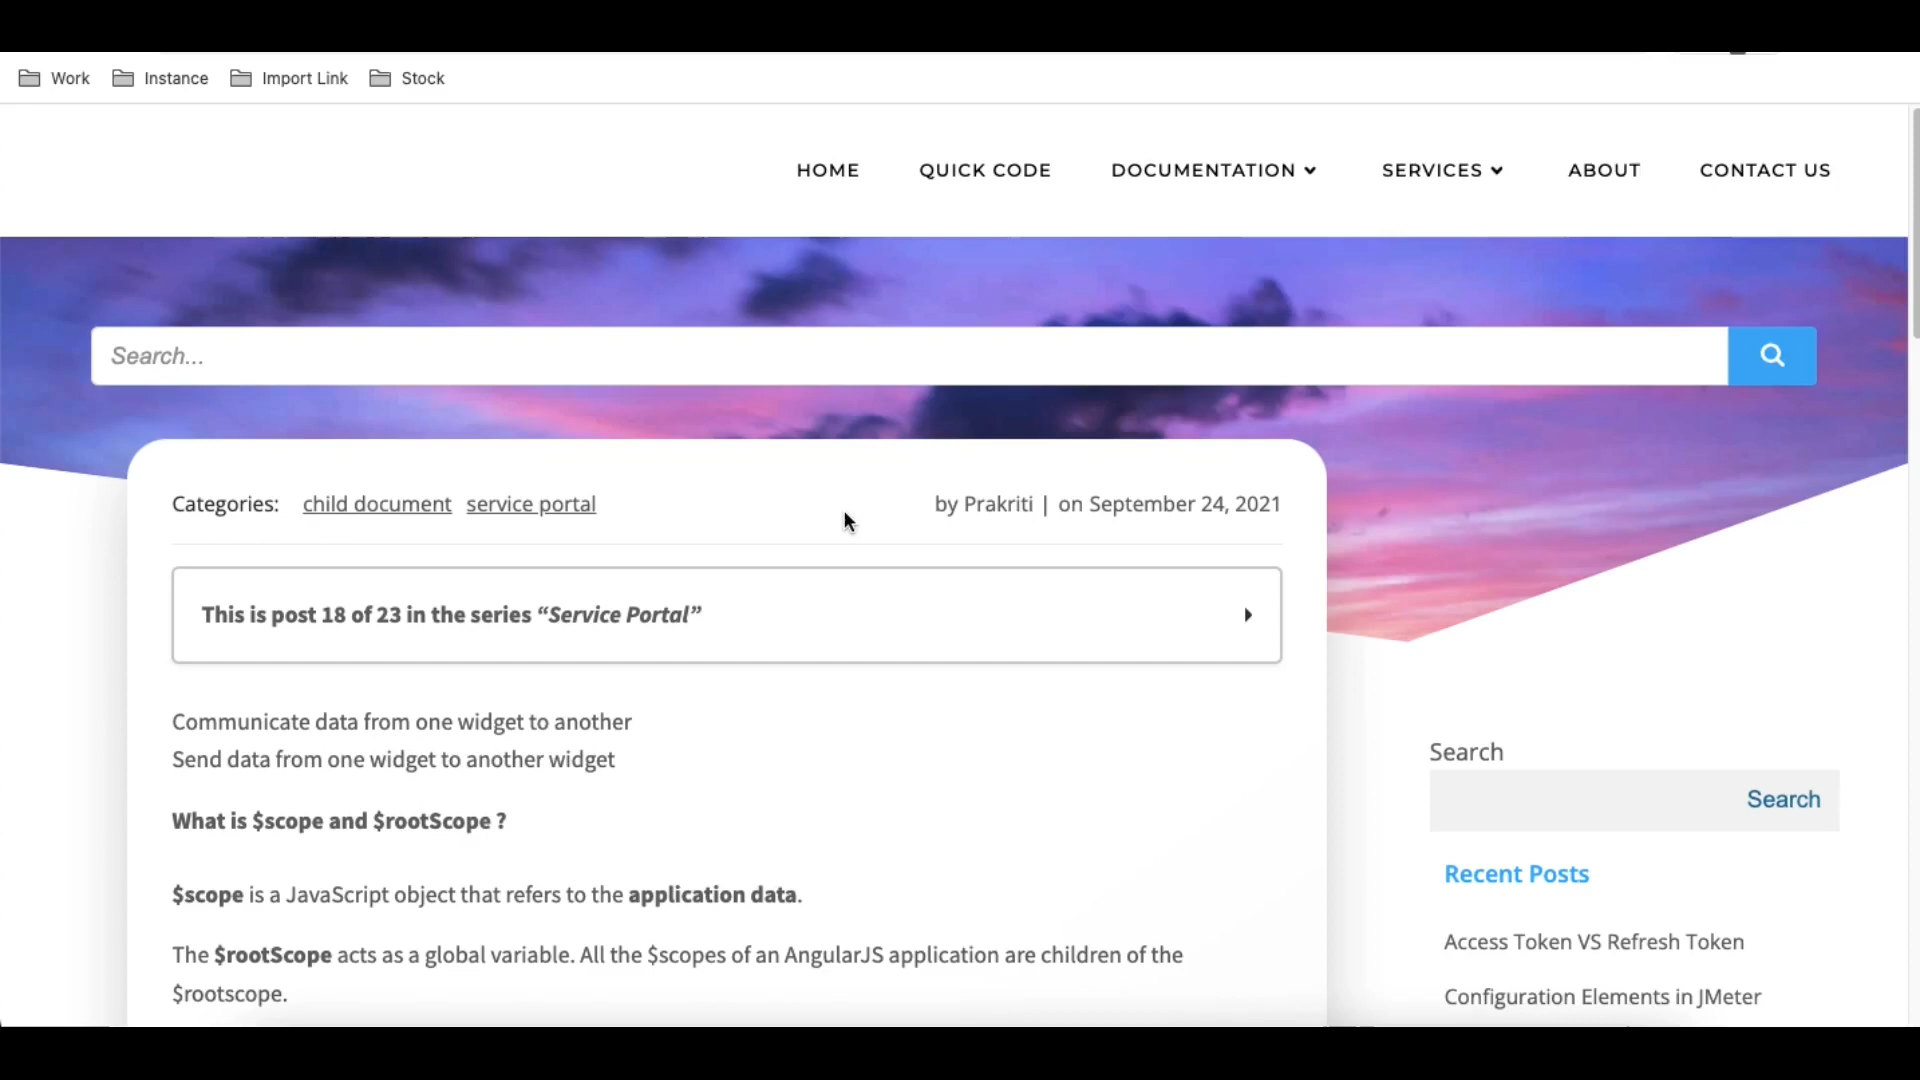 Work Instance Import Link Stock
HOME QUICK CODE DOCUMENTATION SERVICES ABOUT CONTACT US
Search...
Categories: child document service portal by Prakriti | on September 24, 2021
This is post 18 of 23 in the series “Service Portal”
Communicate data from one widget to another
Send data from one widget to another widget
What is $scope and $rootScope ?
$scope is a JavaScript object that refers to the application data.
The $rootScope acts as a global variable. All the $scopes of an AngularJS application are children of the
$rootscope.
Search
Search
Recent Posts
Access Token VS Refresh Token
Configuration Elements in JMeter